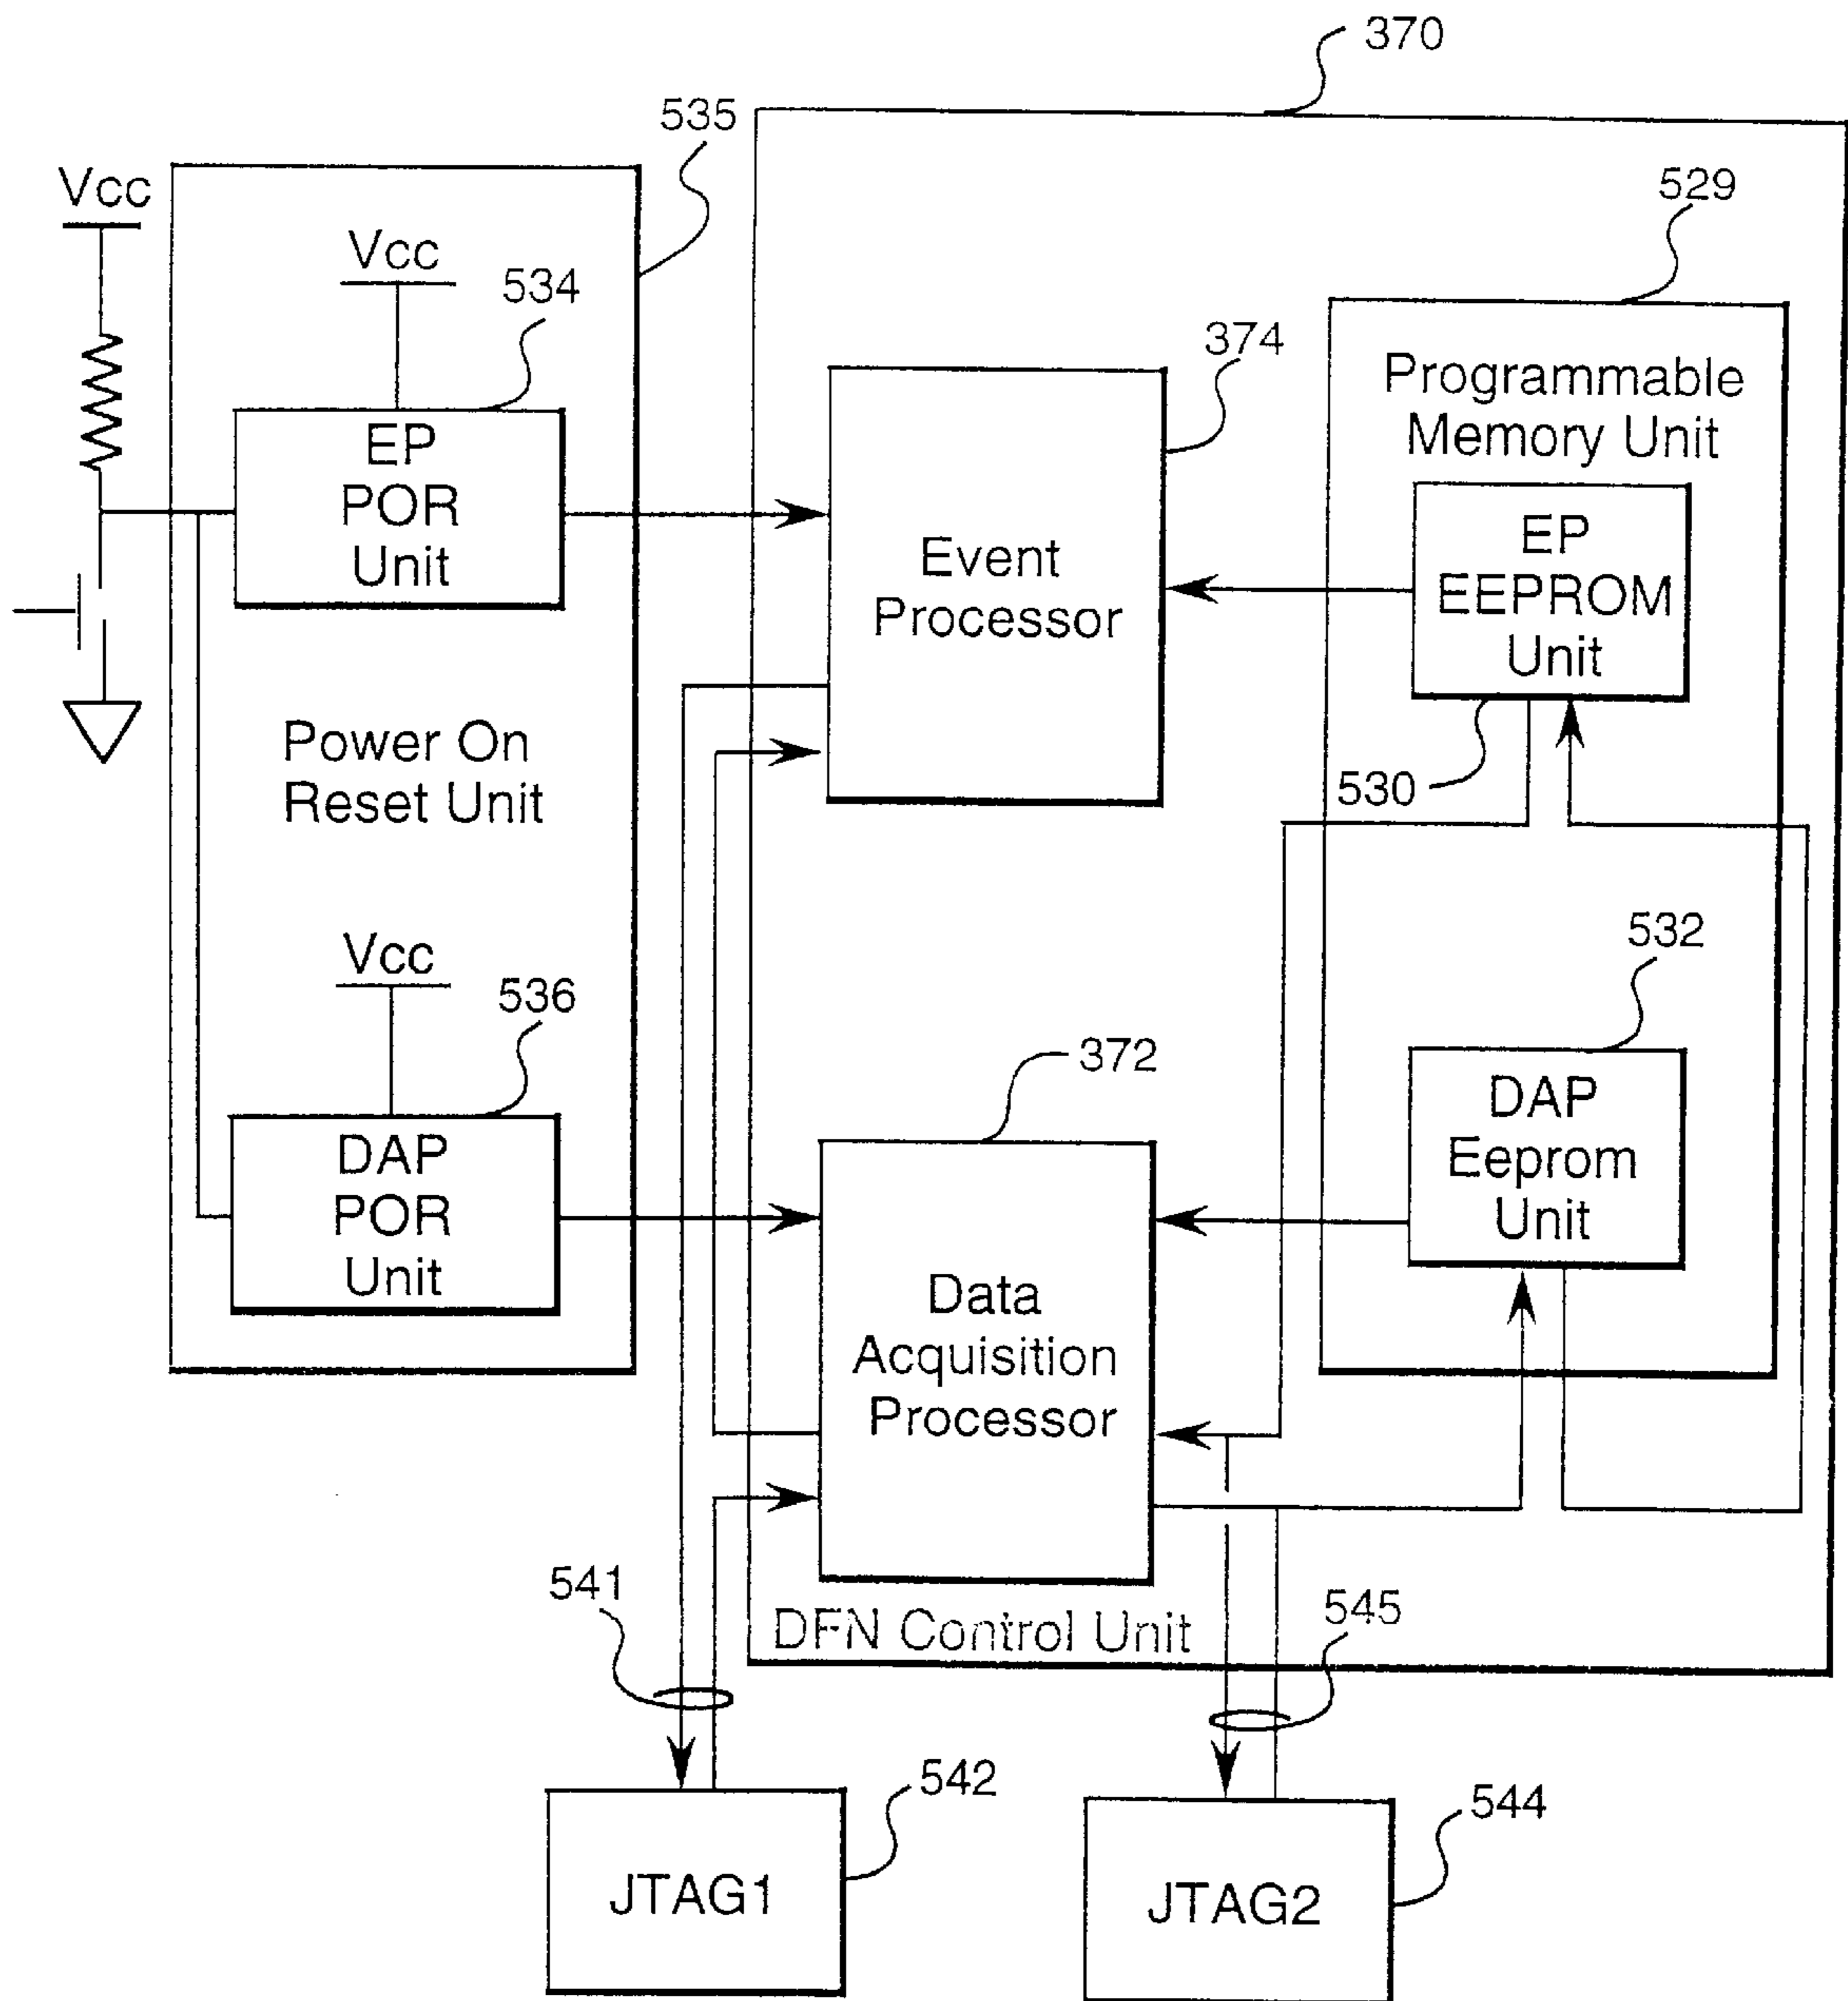 370
535
Vcc
529
Vcc
534
374
Programmable
Memory Unit
EP
POR
Unit
Event
Processor
EP
EEPROM
Unit
Power On
Reset Unit
530
532
Vcc
536
372
DAP
POR
Unit
DAP
Eeprom
Unit
Data
Acquisition
Processor
541
545
DFN Control Unit
542
544
JTAG1
JTAG2